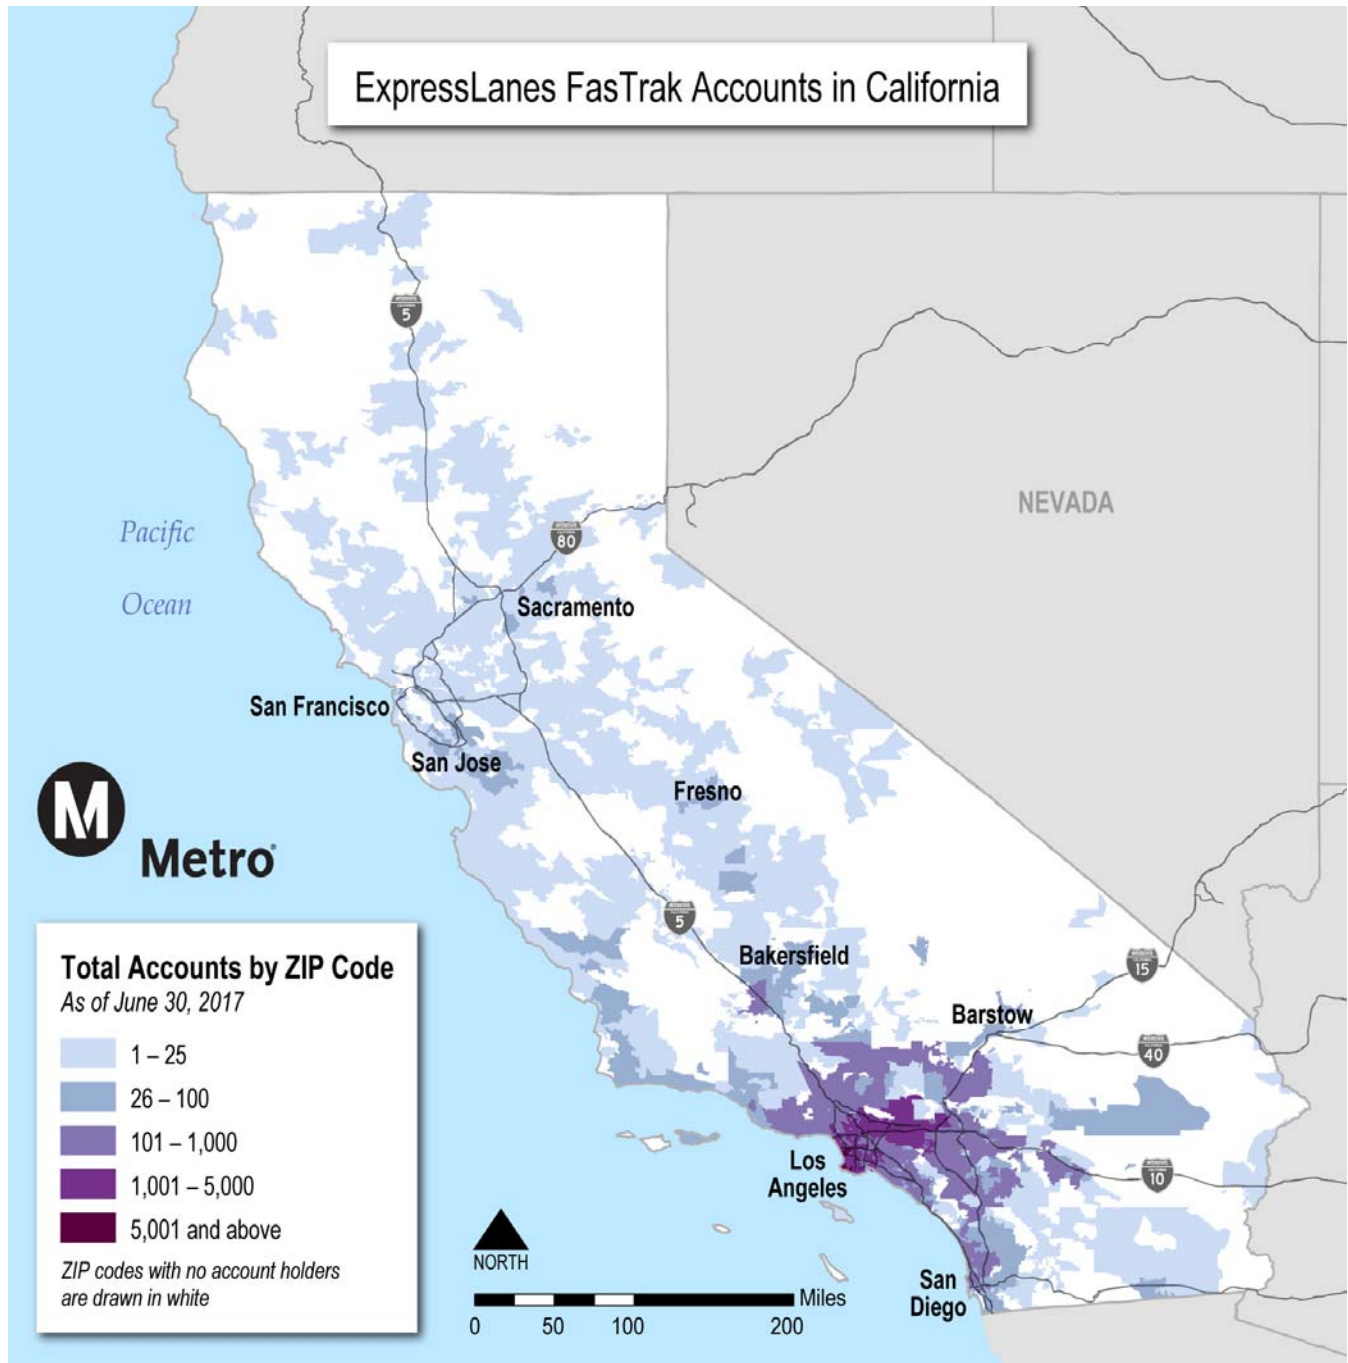 ExpressLanes FasTrak Accounts in California
5
NEVADA
Pacific
Ocean
80
Sacramento
San Francisco
San Jose
Fresno
M
Metro
5
Bakersfield
15
Barstow
40
Los
Angeles
10
San
Diego
Total Accounts by ZIP Code
As of June 30, 2017
1 – 25
26 – 100
101 – 1,000
1,001 – 5,000
5,001 and above
ZIP codes with no account holders
are drawn in white
NORTH
Miles
0 50 100 200